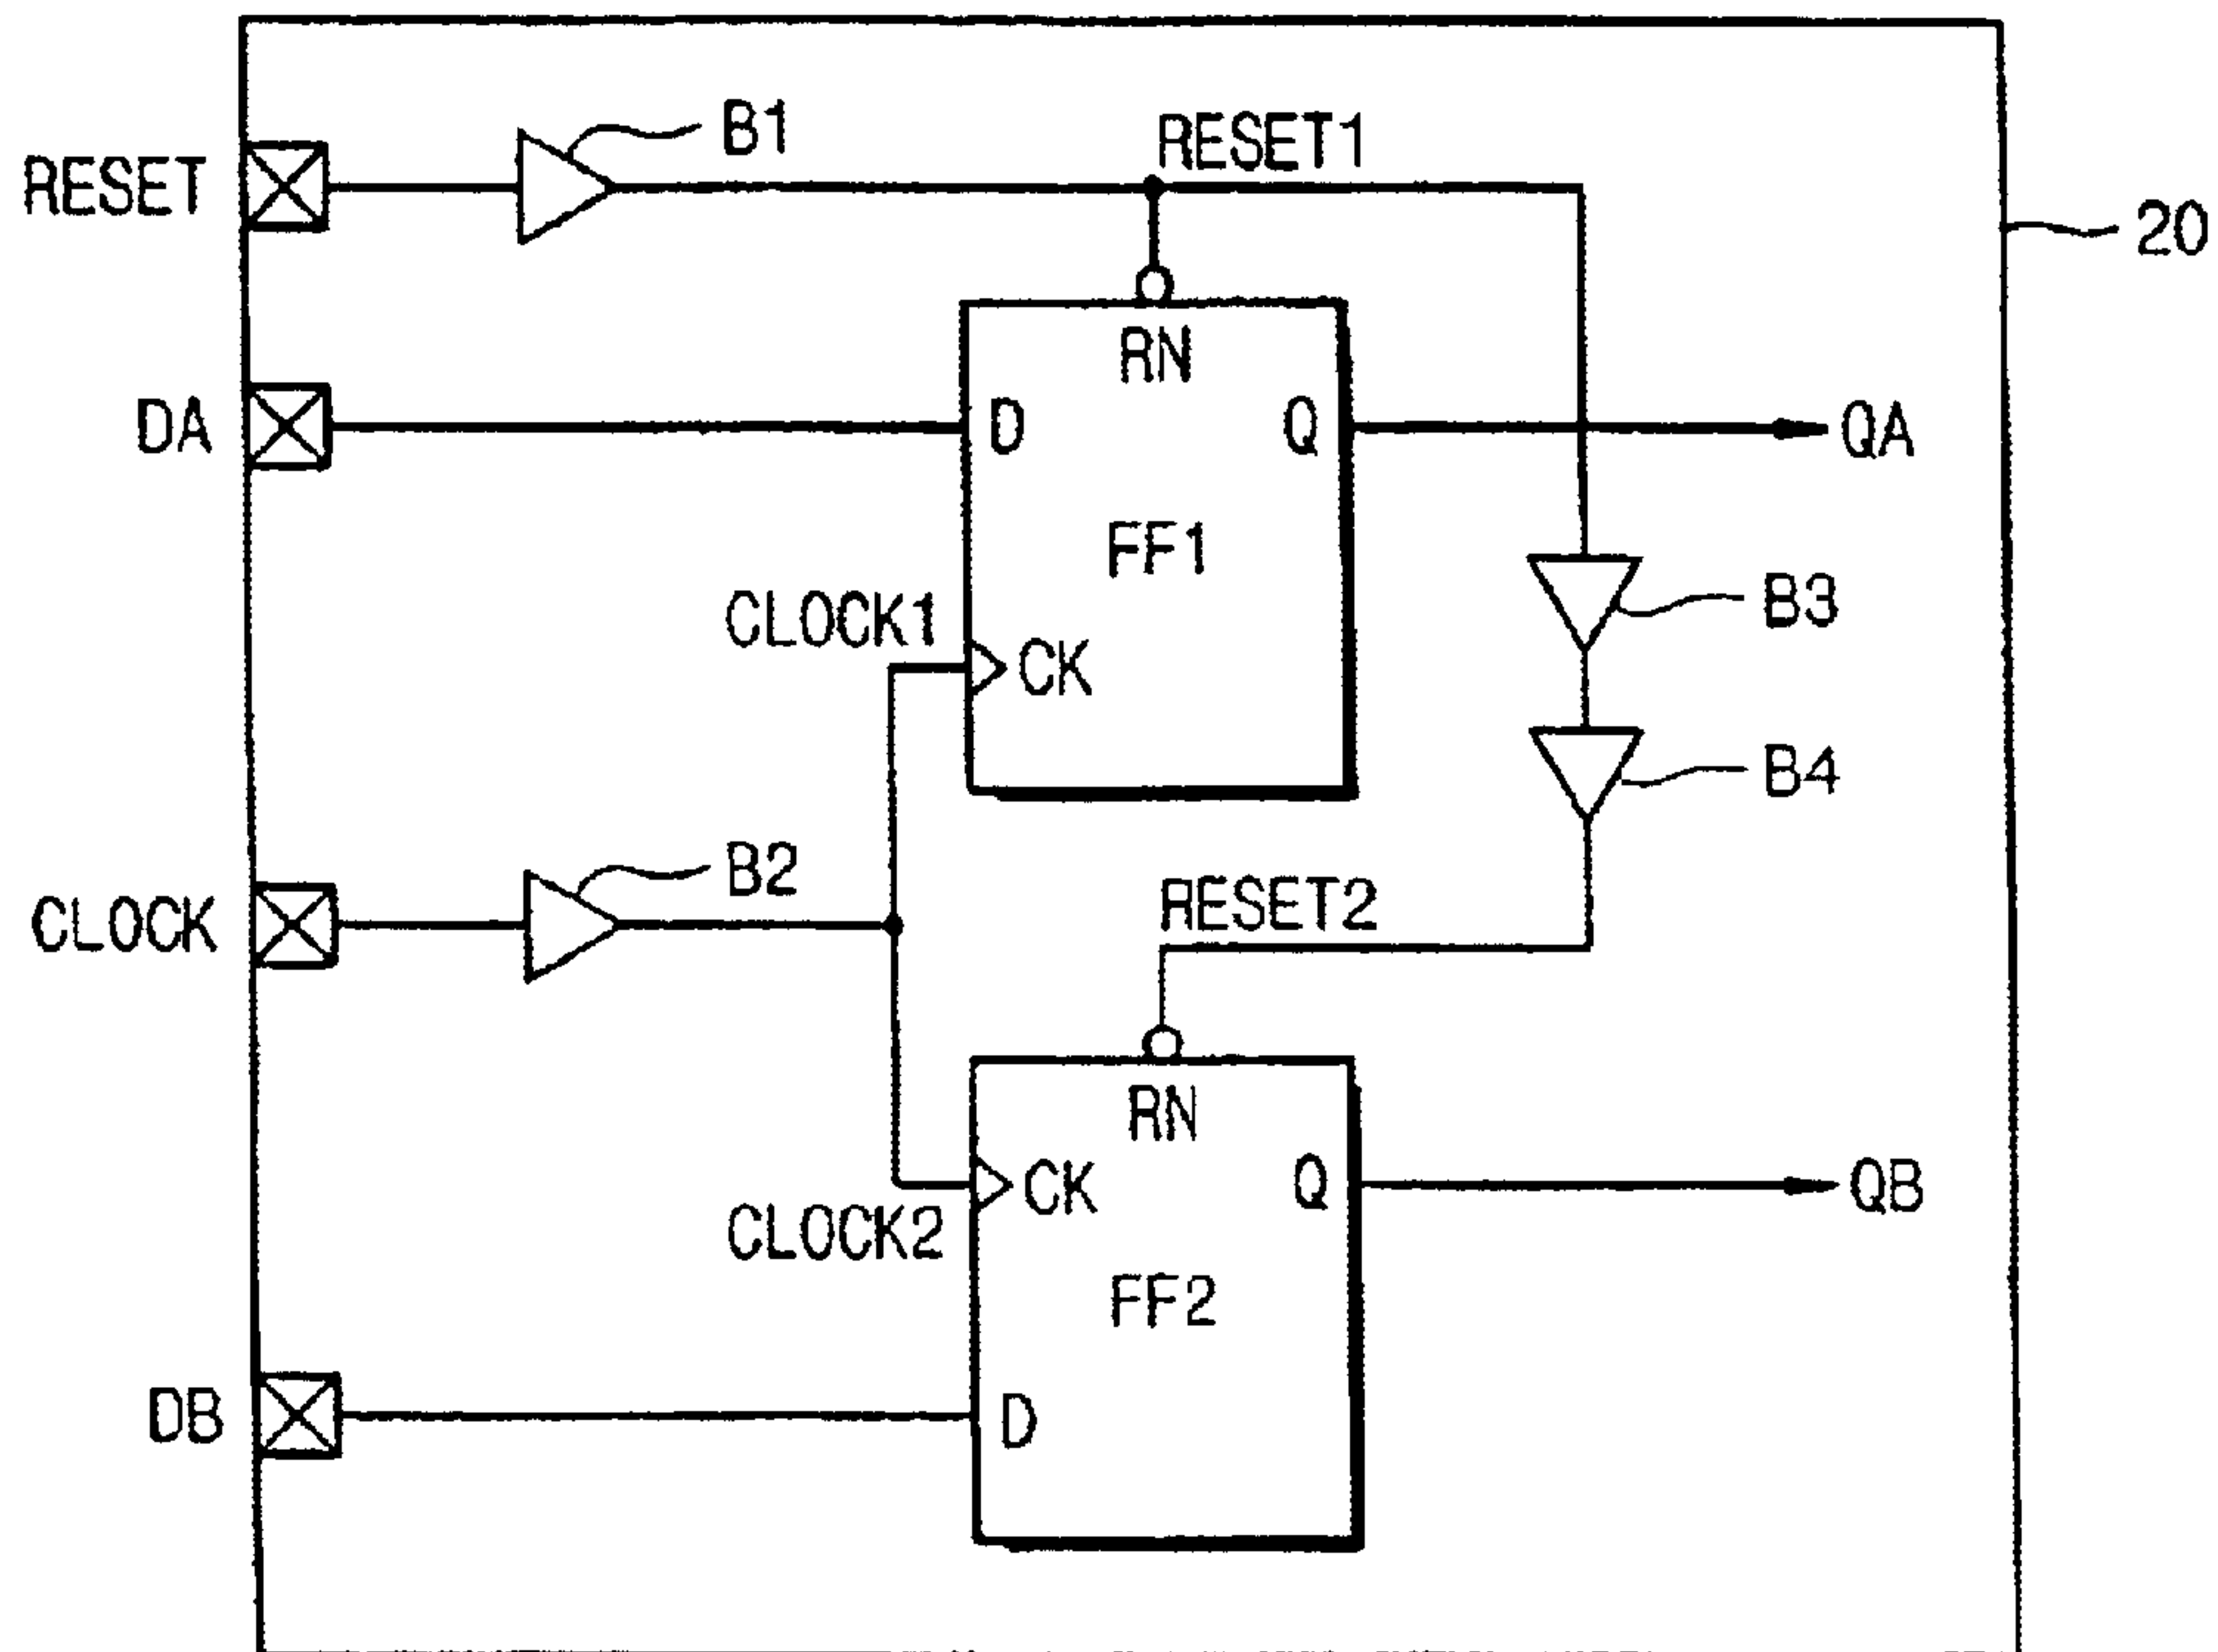 B1
RESET1
RESET
20
RN
DA
D
Q
QA
FF1
B3
CLOCK1
CK
B4
B2
RESET2
CLOCK
RN
CK
Q
QB
CLOCK2
FF2
DB
D